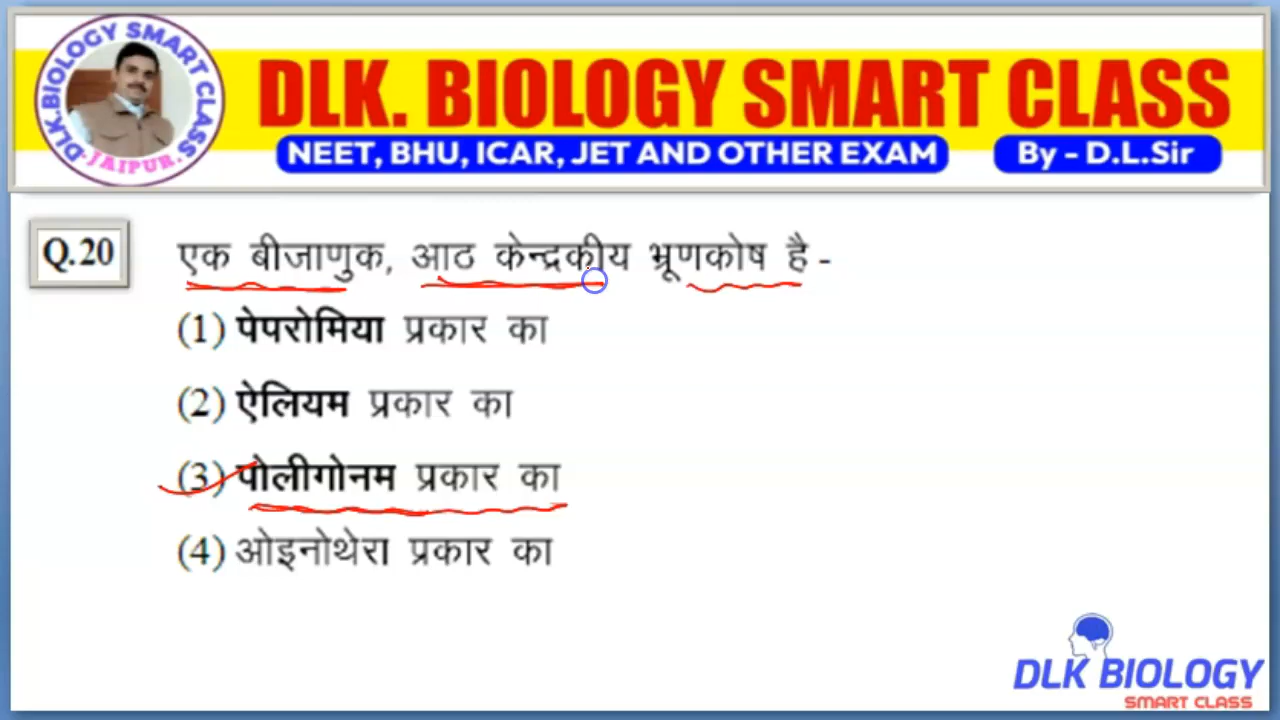 DLK.BIOLOGY SMART CLASS
-JAIPUR.
DLK. BIOLOGY SMART CLASS
NEET, BHU, ICAR, JET AND OTHER EXAM
By - D.L.Sir
Q.20
एक बीजाणुक, आठ केन्द्रकीय भ्रूणकोष है -
(1) पेपरोमिया प्रकार का
(2) ऐलियम प्रकार का
(3) पोलीगोनम प्रकार का
(4) ओइनोथेरा प्रकार का
DLK BIOLOGY
SMART CLASS